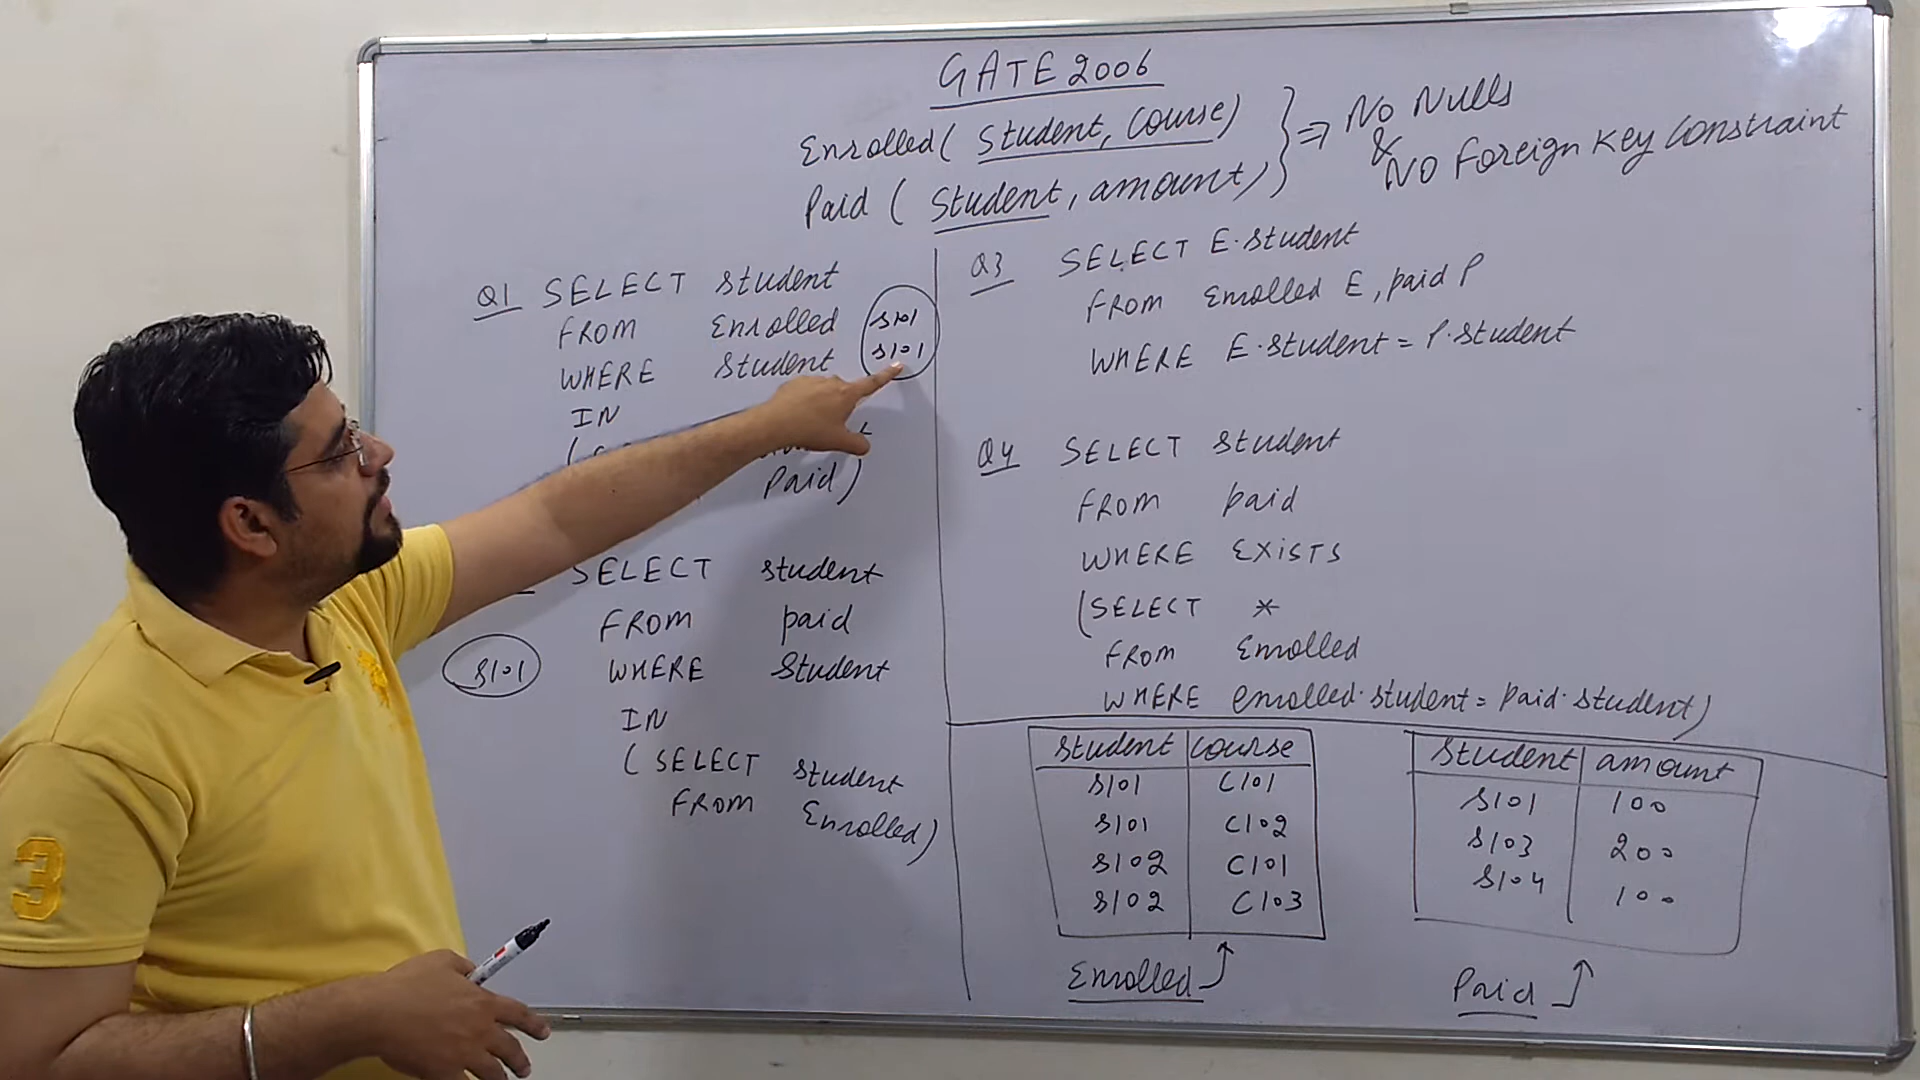 GATE 2006
Enrolled ( Student, Course)
Paid ( Student, amount)
} ⇒ No Nulls
&
No Foreign Key Constraint
Q1 SELECT student
FROM Enrolled
WHERE Student
IN
(
Paid)
S101
S101
SELECT student
FROM paid
WHERE Student
IN
( SELECT student
FROM Enrolled)
S101
Q3 SELECT E.student
FROM Enrolled E, paid P
WHERE E.student = P.student
Q4 SELECT student
FROM paid
WHERE EXISTS
(SELECT *
FROM Enrolled
WHERE enrolled.student = paid.student)
student course
S101 C101
S101 C102
S102 C101
S102 C103
Enrolled
student amount
S101 100
S103 200
S104 100
Paid
3